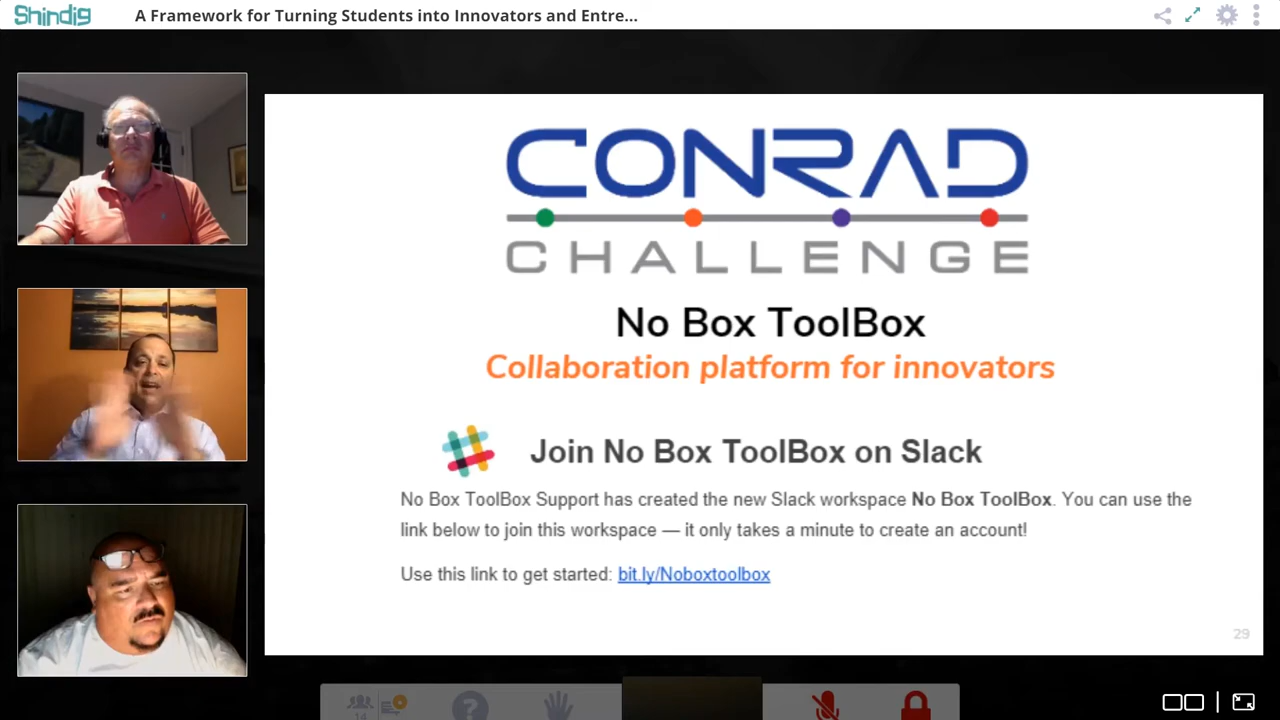 Shindig
A Framework for Turning Students into Innovators and Entre...
CONRAD
CHALLENGE
No Box ToolBox
Collaboration platform for innovators
Join No Box ToolBox on Slack
No Box ToolBox Support has created the new Slack workspace No Box ToolBox. You can use the
link below to join this workspace — it only takes a minute to create an account!
Use this link to get started: bit.ly/Noboxtoolbox
29
14